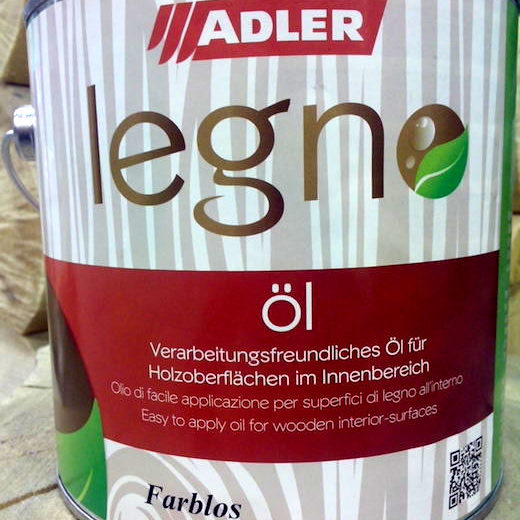 ADLER
legno
Öl
Verarbeitungsfreundliches Öl für
Holzoberflächen im Innenbereich
Olio di facile applicazione per superfici di legno all'interno
Easy to apply oil for wooden interior-surfaces
Farblos